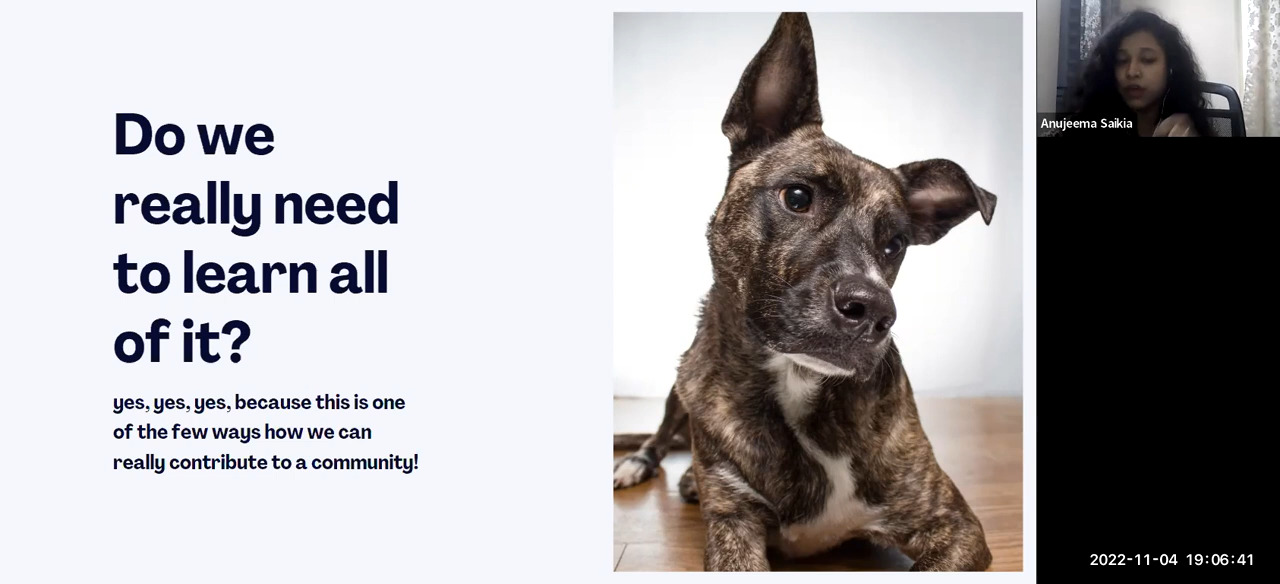 Do we
really need
to learn all
of it?
yes, yes, yes, because this is one
of the few ways how we can
really contribute to a community!
Anujeema Saikia
2022-11-04 19:06:41